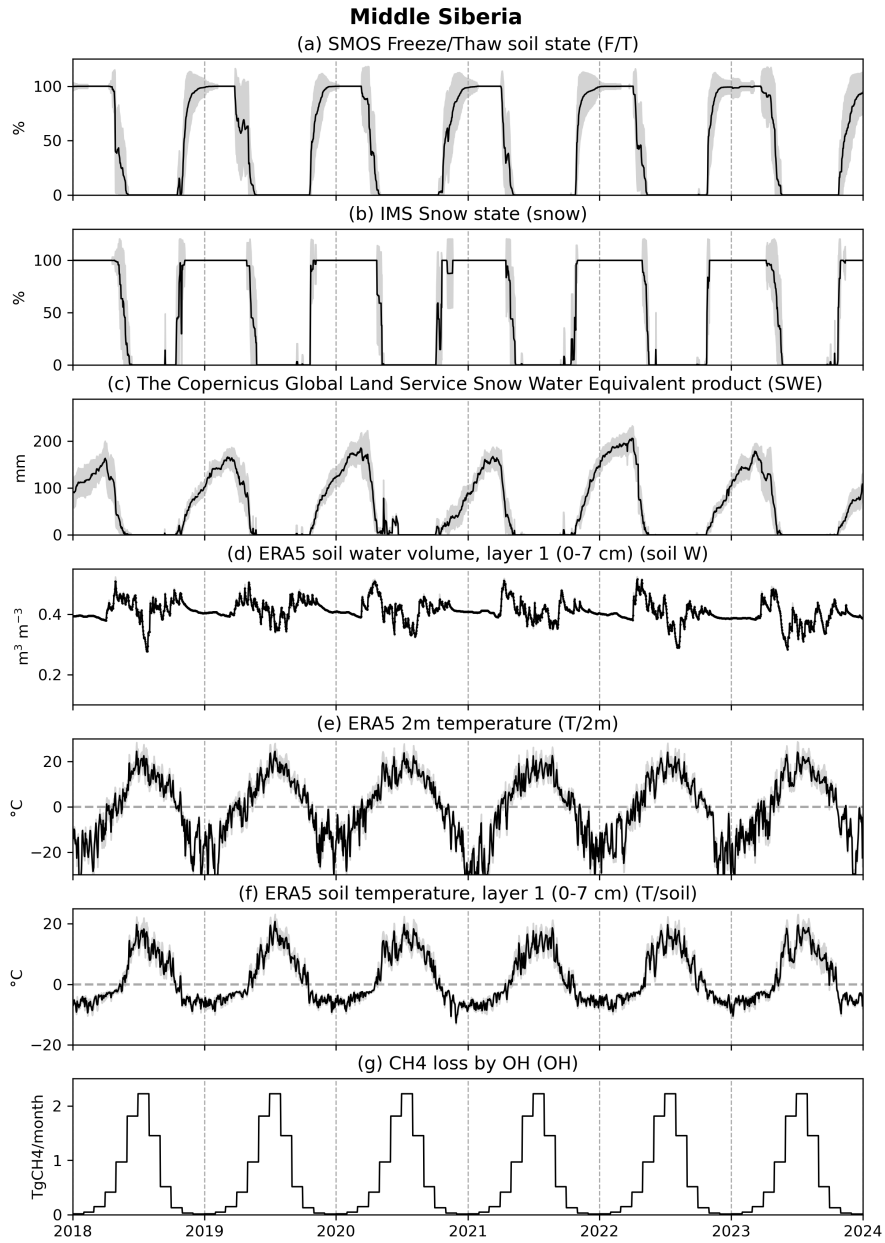 Middle Siberia
(a) SMOS Freeze/Thaw soil state (F/T)
100
50
0
%
(b) IMS Snow state (snow)
100
50
0
%
(c) The Copernicus Global Land Service Snow Water Equivalent product (SWE)
200
100
0
mm
(d) ERA5 soil water volume, layer 1 (0-7 cm) (soil W)
0.4
0.2
m³ m⁻³
(e) ERA5 2m temperature (T/2m)
20
0
−20
°C
(f) ERA5 soil temperature, layer 1 (0-7 cm) (T/soil)
20
0
−20
°C
(g) CH4 loss by OH (OH)
2
1
0
TgCH4/month
2018 2019 2020 2021 2022 2023 2024